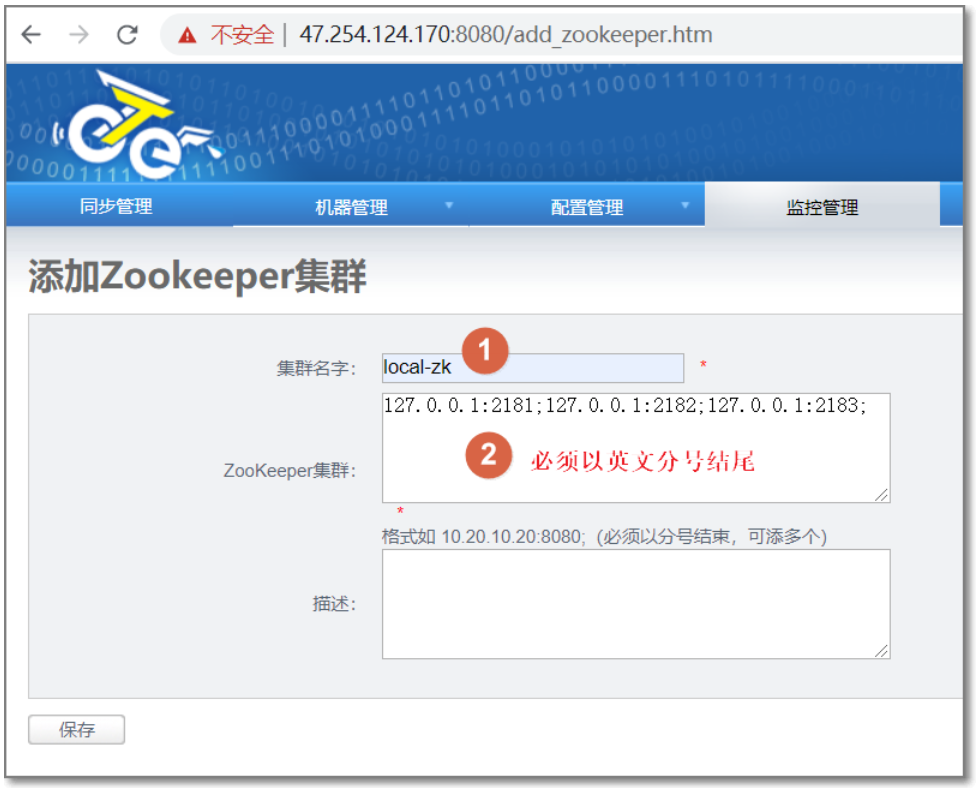 不安全 47.254.124.170:8080/add_zookeeper.htm
eTe
同步管理 机器管理 配置管理 监控管理
添加Zookeeper集群
1
集群名字: local-zk *
127.0.0.1:2181;127.0.0.1:2182;127.0.0.1:2183;
ZooKeeper集群: 2 必须以英文分号结尾
*
格式如 10.20.10.20:8080; (必须以分号结束，可添多个)
描述:
保存